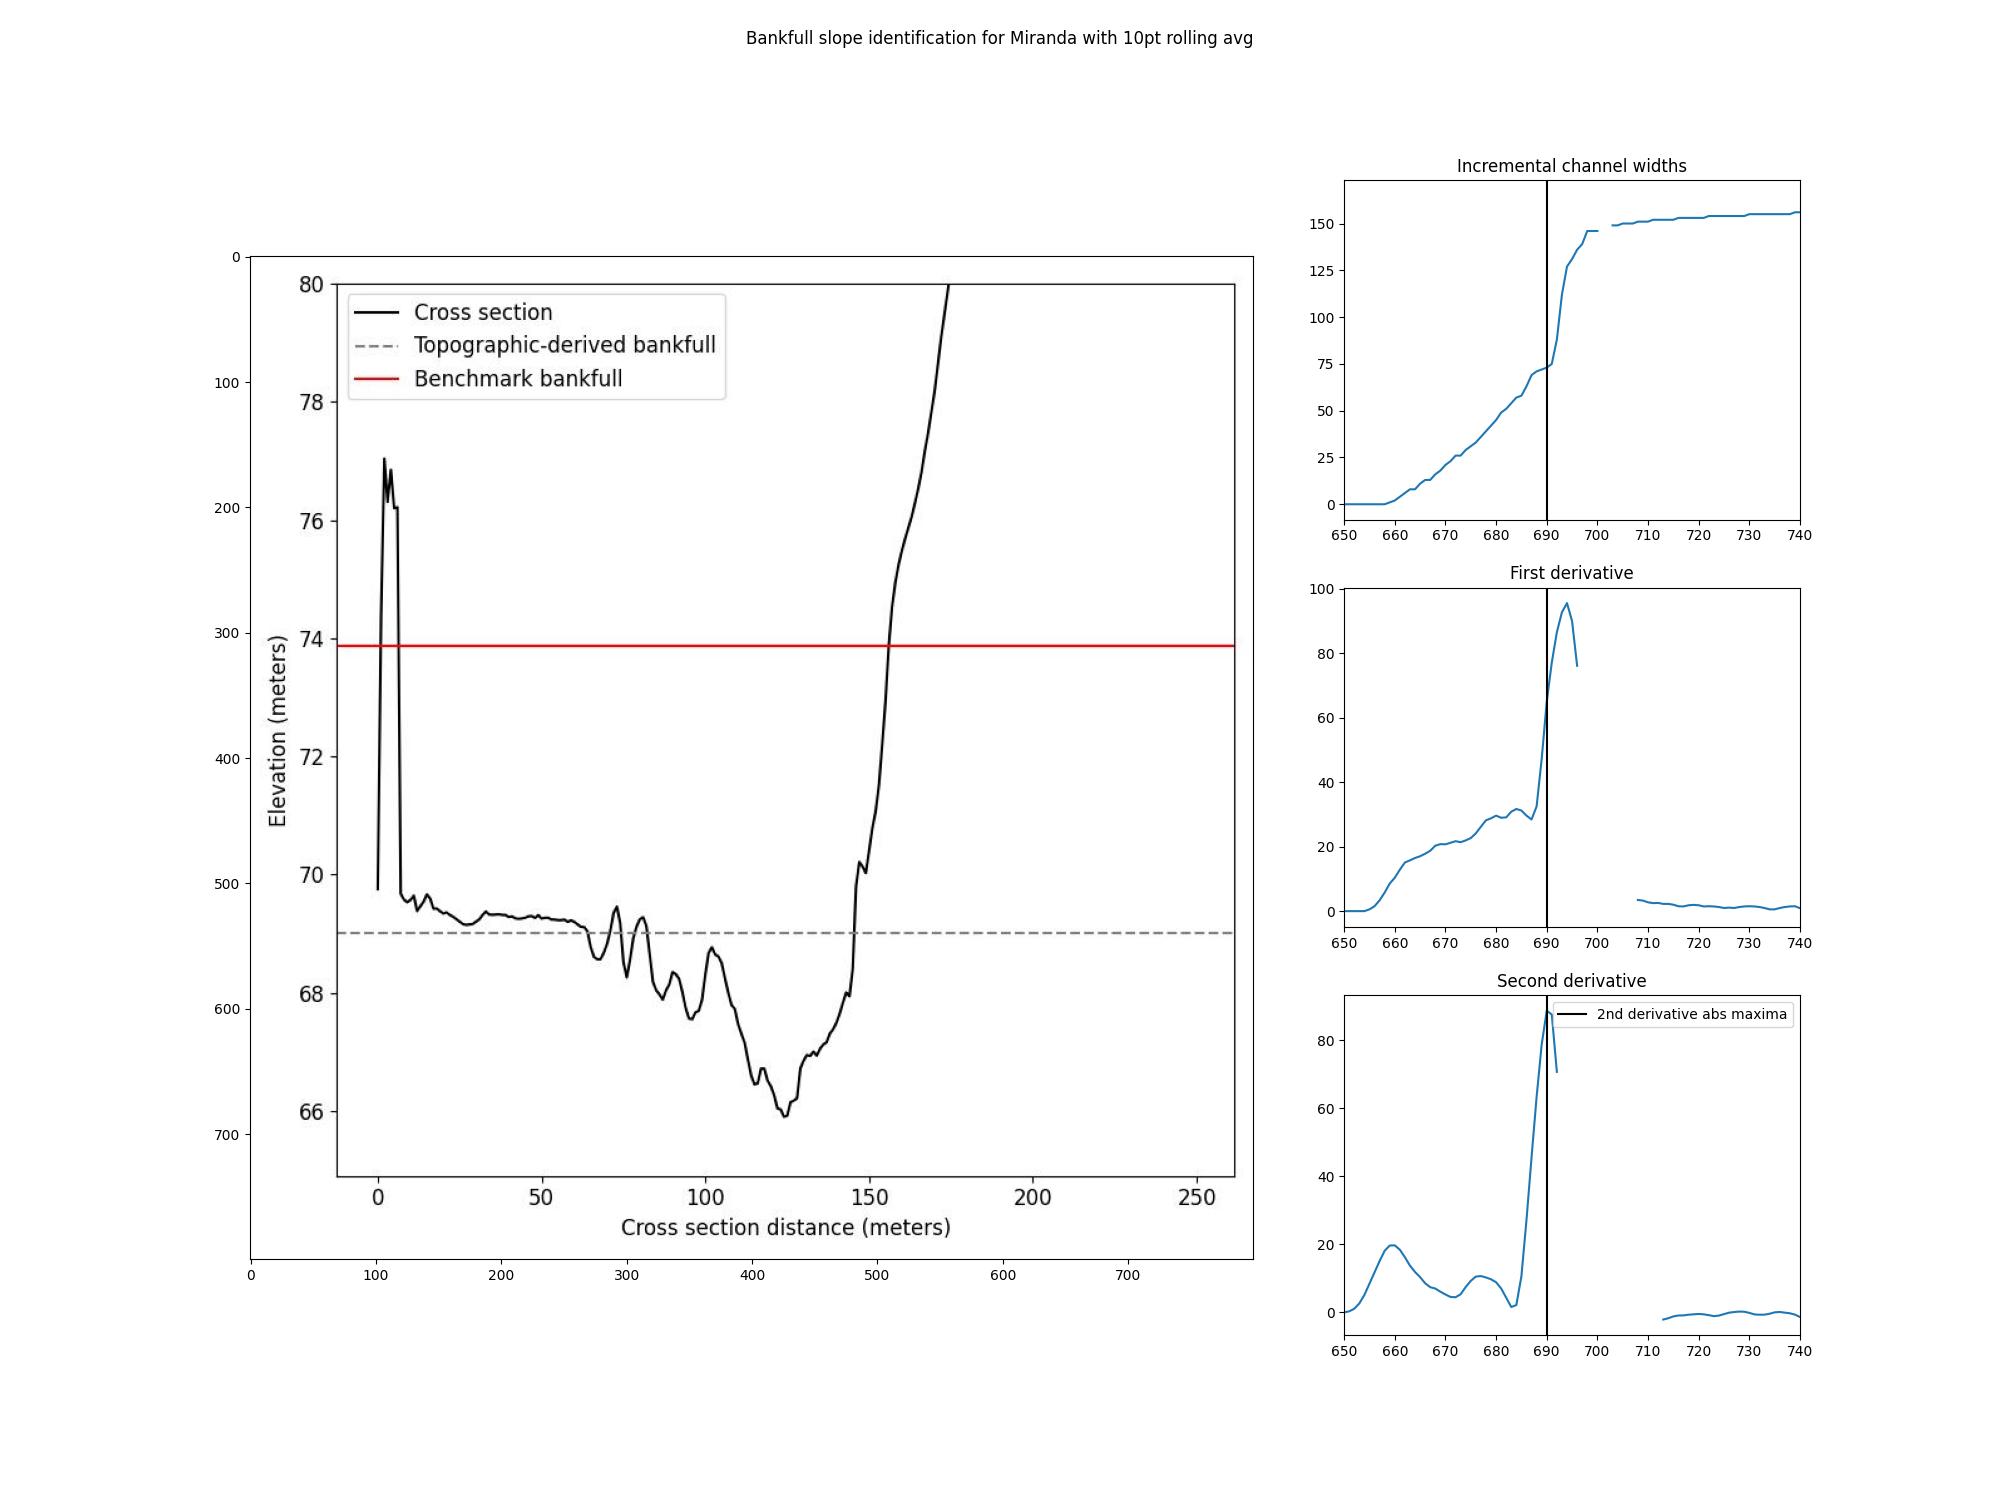 Bankfull slope identification for Miranda with 10pt rolling avg
0
100
200
300
400
500
600
700
80
78
76
74
72
70
68
66
Elevation (meters)
Cross section
Topographic-derived bankfull
Benchmark bankfull
0 50 100 150 200 250
Cross section distance (meters)
0 100 200 300 400 500 600 700
Incremental channel widths
150
125
100
75
50
25
0
650 660 670 680 690 700 710 720 730 740
First derivative
100
80
60
40
20
0
650 660 670 680 690 700 710 720 730 740
Second derivative
2nd derivative abs maxima
80
60
40
20
0
650 660 670 680 690 700 710 720 730 740